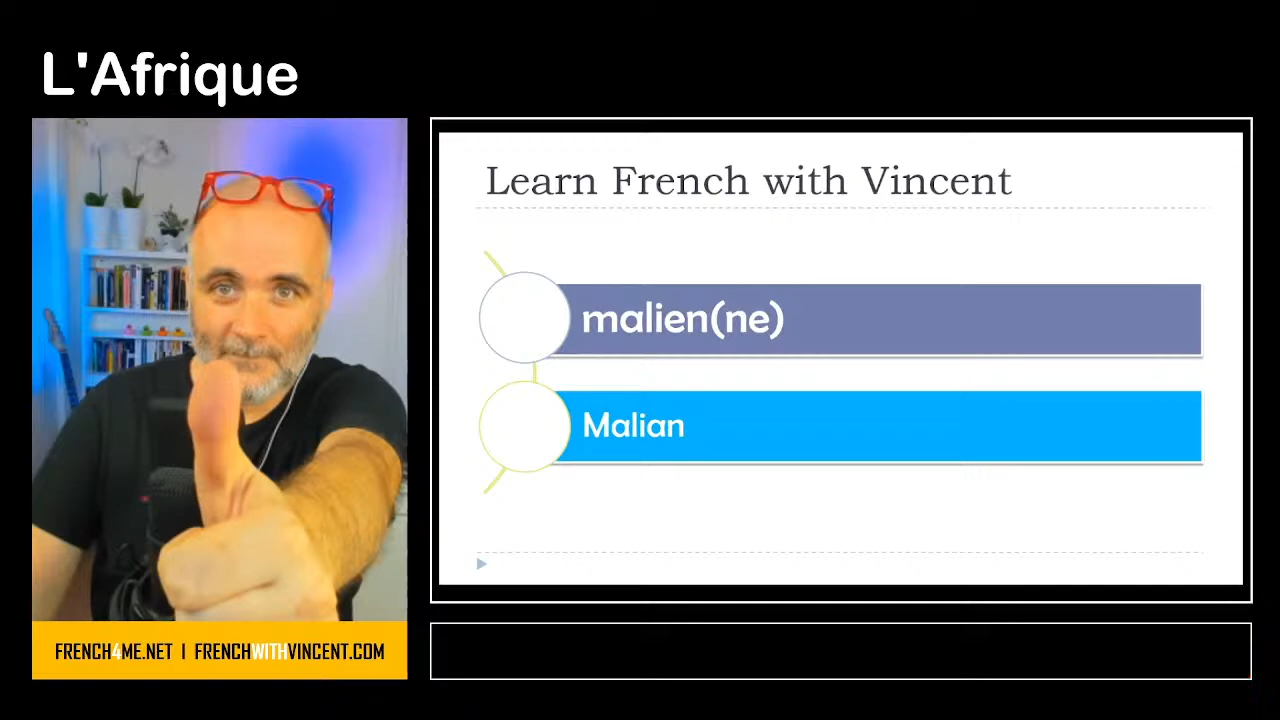 L'Afrique
Learn French with Vincent
malien(ne)
Malian
FRENCH4ME.NET I FRENCHWITHVINCENT.COM